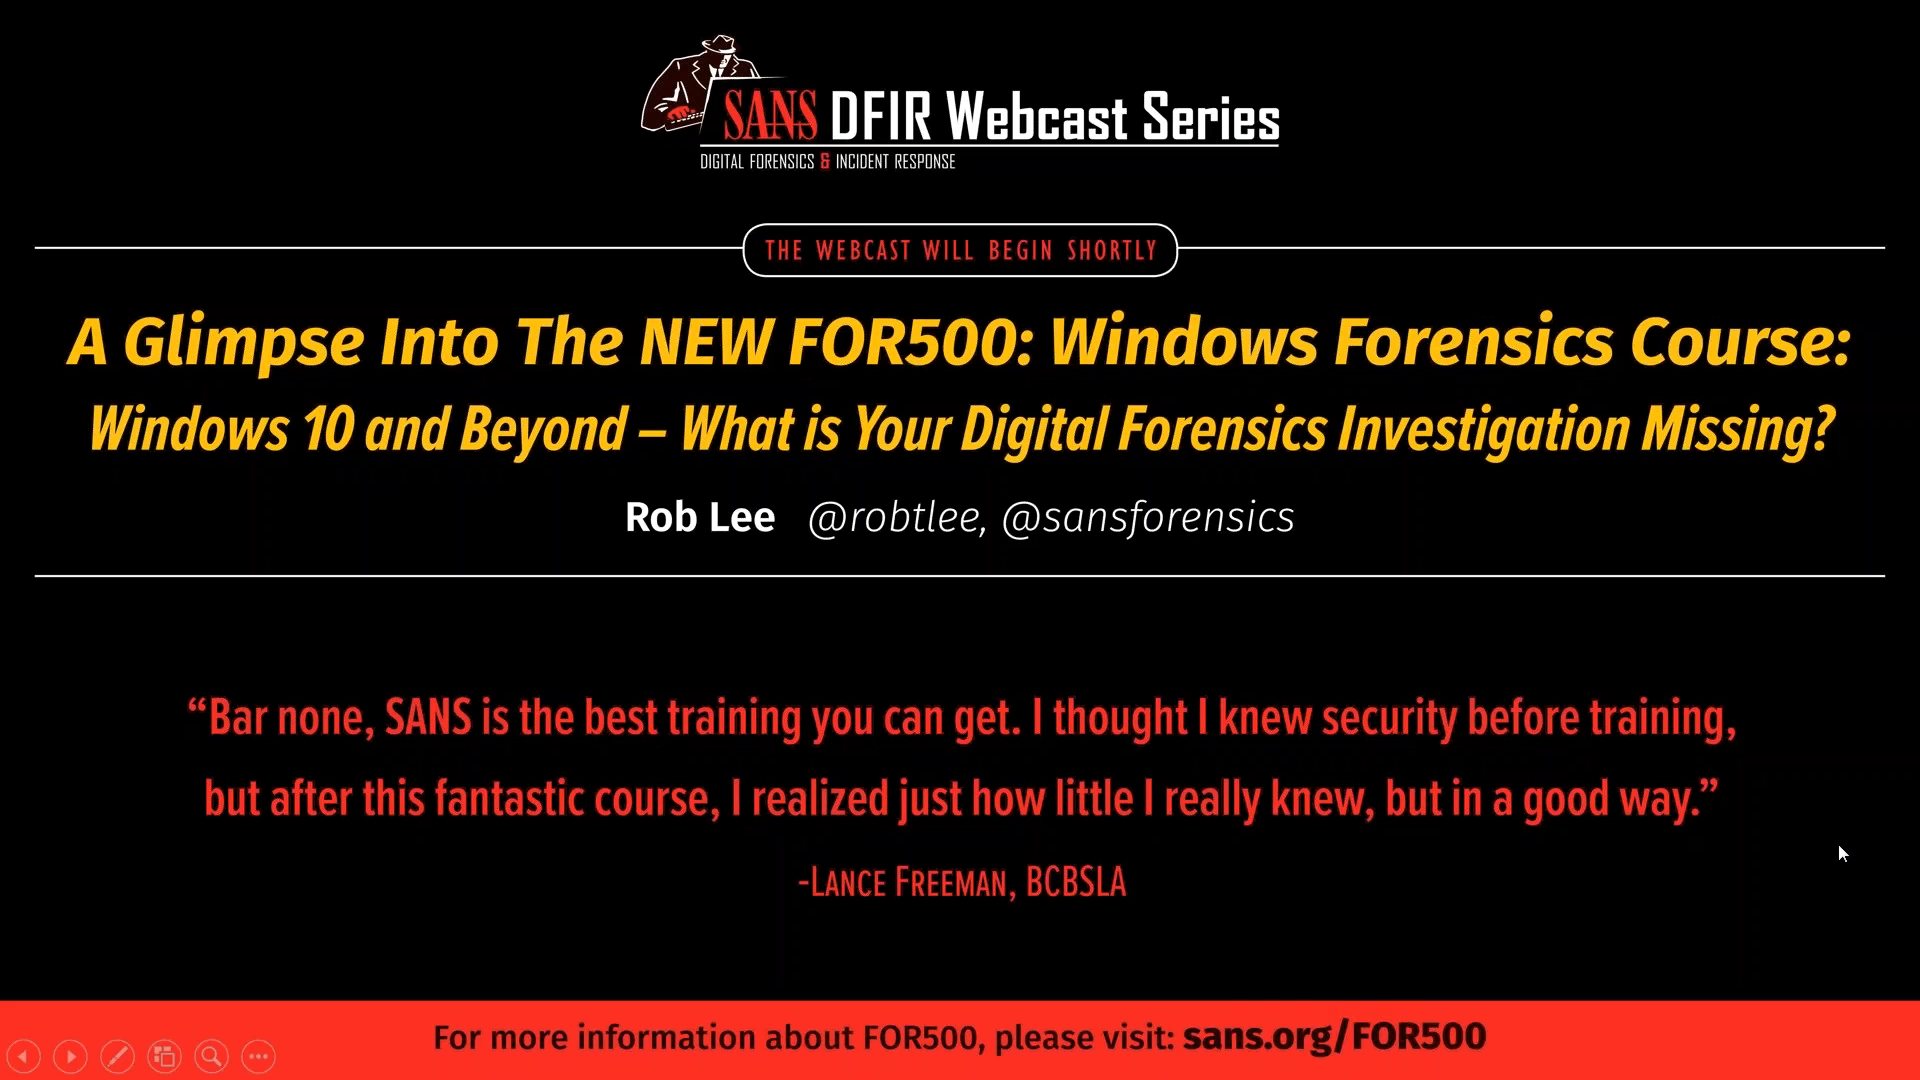 SANS DFIR Webcast Series
DIGITAL FORENSICS & INCIDENT RESPONSE
THE WEBCAST WILL BEGIN SHORTLY
A Glimpse Into The NEW FOR500: Windows Forensics Course:
Windows 10 and Beyond – What is Your Digital Forensics Investigation Missing?
Rob Lee @robtlee, @sansforensics
“Bar none, SANS is the best training you can get. I thought I knew security before training,
but after this fantastic course, I realized just how little I really knew, but in a good way.”
-Lance Freeman, BCBSLA
For more information about FOR500, please visit: sans.org/FOR500